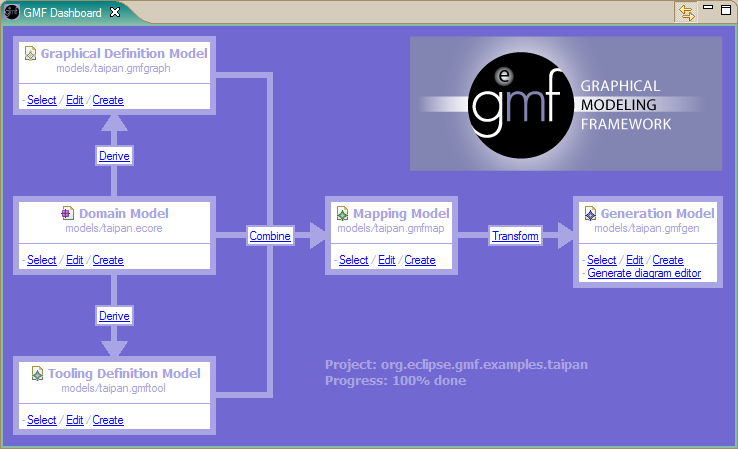 GMF Dashboard
Graphical Definition Model
models/taipan.gmfgraph
- Select / Edit / Create
e
gmf
GRAPHICAL
MODELING
FRAMEWORK
Derive
Domain Model
models/taipan.ecore
- Select / Edit / Create
Combine
Mapping Model
models/taipan.gmfmap
- Select / Edit / Create
Transform
Generation Model
models/taipan.gmfgen
- Select / Edit / Create
- Generate diagram editor
Derive
Tooling Definition Model
models/taipan.gmftool
- Select / Edit / Create
Project: org.eclipse.gmf.examples.taipan
Progress: 100% done